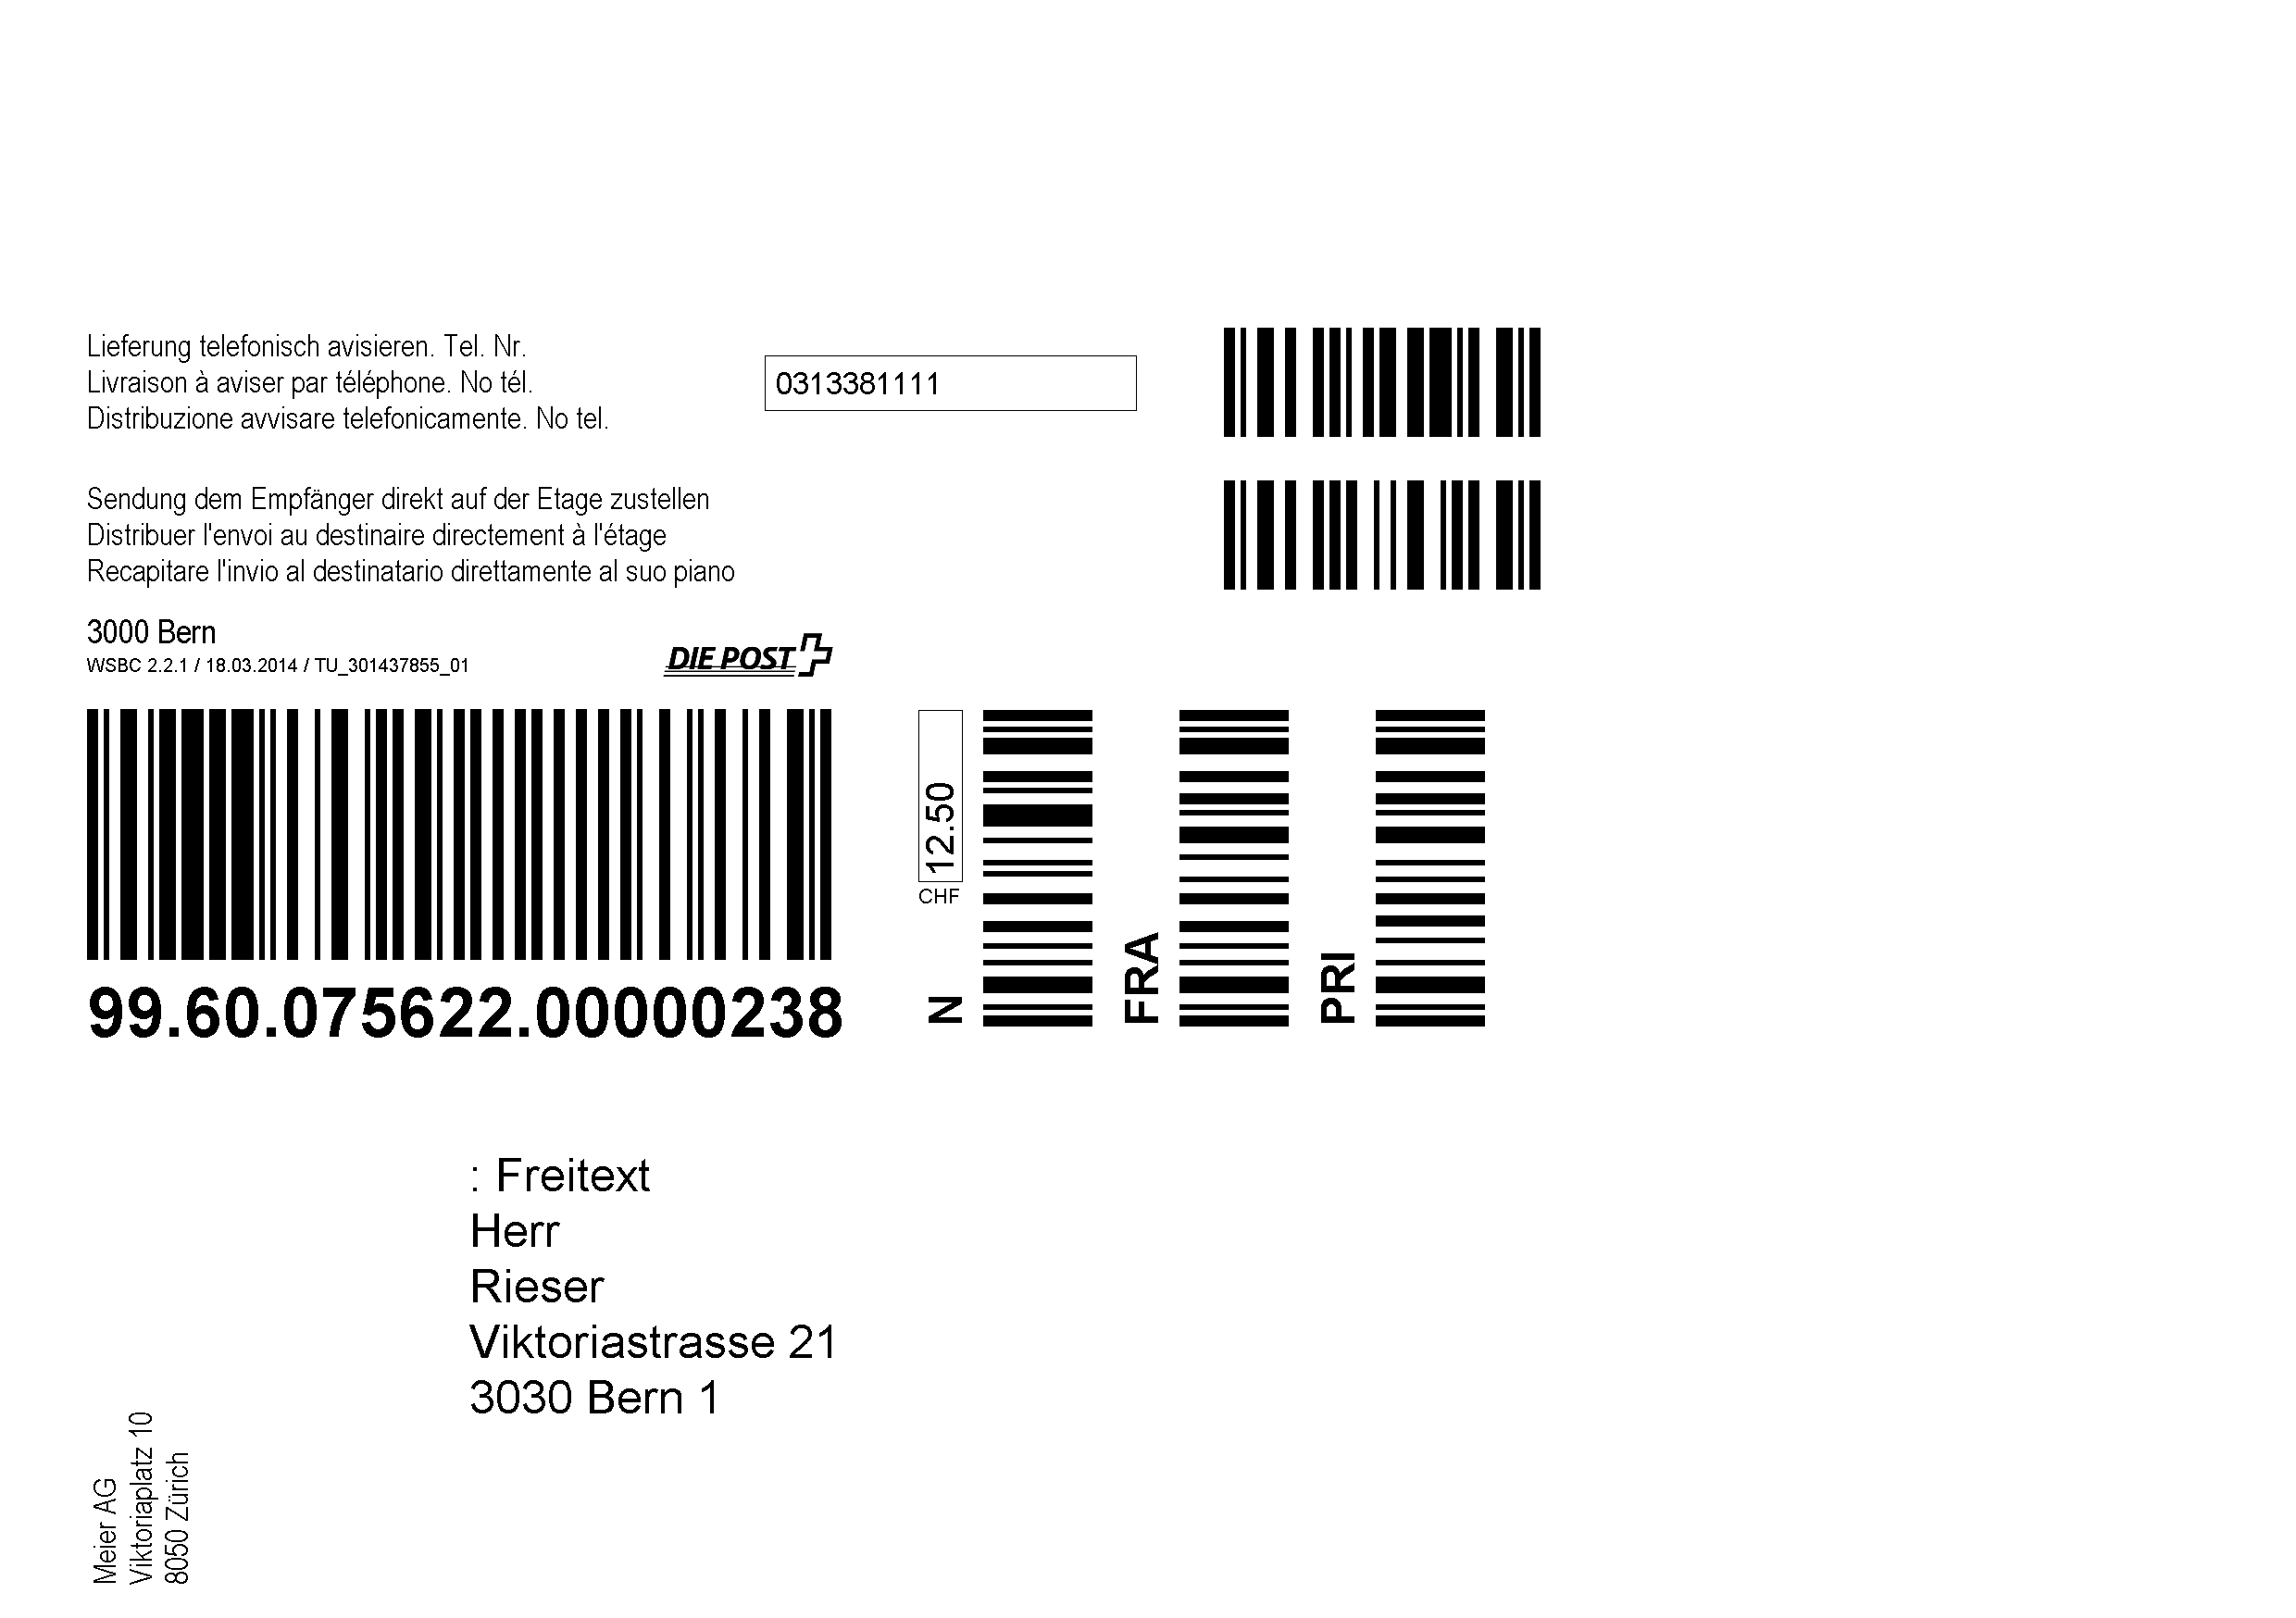 Lieferung telefonisch avisieren. Tel. Nr.
Livraison à aviser par téléphone. No tél.
Distribuzione avvisare telefonicamente. No tel.
0313381111
Sendung dem Empfänger direkt auf der Etage zustellen
Distribuer l'envoi au destinaire directement à l'étage
Recapitare l'invio al destinatario direttamente al suo piano
3000 Bern
WSBC 2.2.1 / 18.03.2014 / TU_301437855_01
DIE POST
99.60.075622.00000238
12.50
CHF
N
FRA
PRI
: Freitext
Herr
Rieser
Viktoriastrasse 21
3030 Bern 1
Meier AG
Viktoriaplatz 10
8050 Zürich